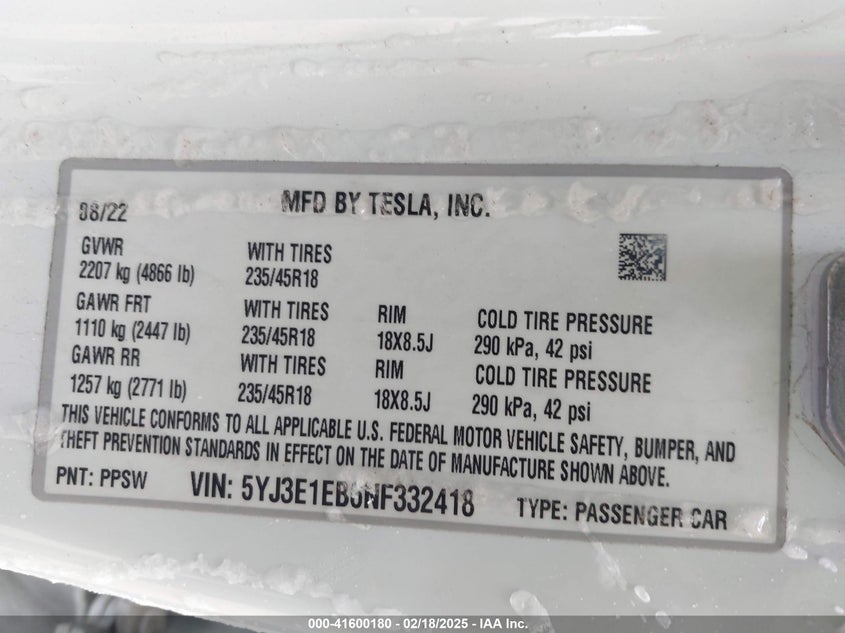 08/22 MFD BY TESLA, INC.
GVWR WITH TIRES
2207 kg (4866 lb) 235/45R18
GAWR FRT WITH TIRES RIM COLD TIRE PRESSURE
1110 kg (2447 lb) 235/45R18 18X8.5J 290 kPa, 42 psi
GAWR RR WITH TIRES RIM COLD TIRE PRESSURE
1257 kg (2771 lb) 235/45R18 18X8.5J 290 kPa, 42 psi
THIS VEHICLE CONFORMS TO ALL APPLICABLE U.S. FEDERAL MOTOR VEHICLE SAFETY, BUMPER, AND
THEFT PREVENTION STANDARDS IN EFFECT ON THE DATE OF MANUFACTURE SHOWN ABOVE.
PNT: PPSW VIN: 5YJ3E1EB6NF332418 TYPE: PASSENGER CAR
000-41600180 - 02/18/2025 - IAA Inc.